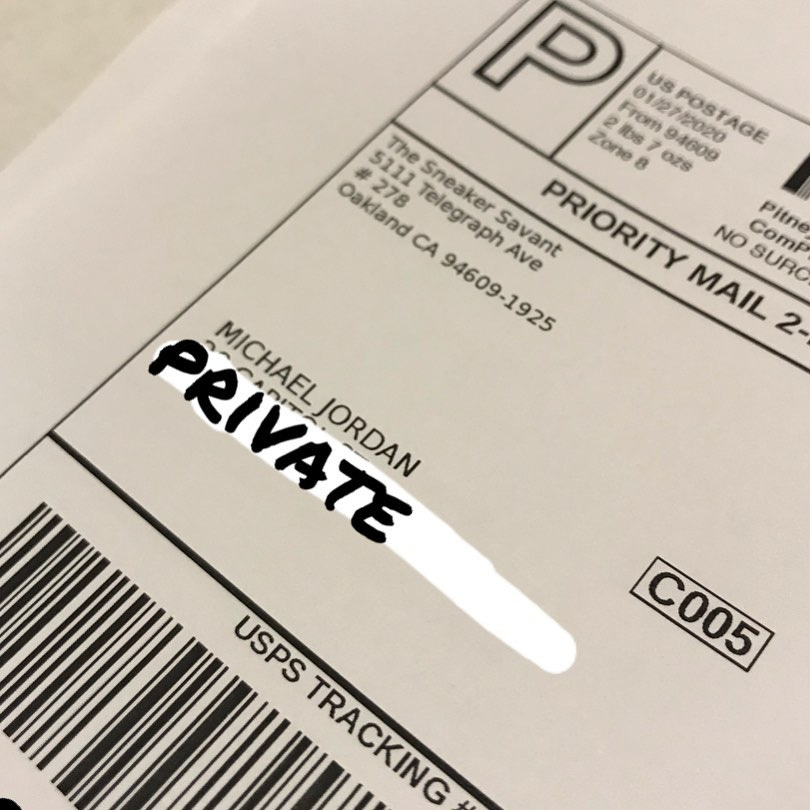 P
US POSTAGE
01/27/2020
From 94609
2 lbs 7 ozs
Zone 8
NO SURC
PRIORITY MAIL 2-
The Sneaker Savant
5111 Telegraph Ave
# 278
Oakland CA 94609-1925
MICHAEL JORDAN
PRIVATE
C005
USPS TRACKING #